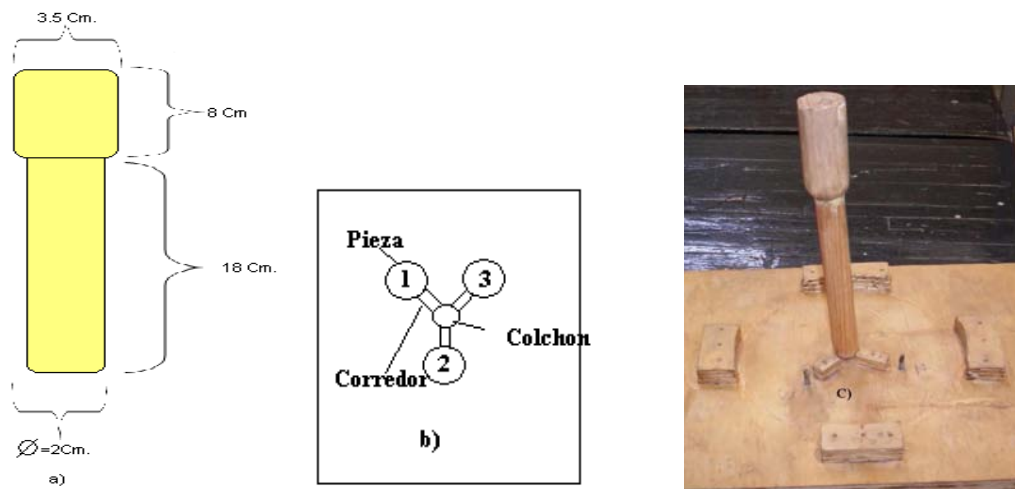 3.5 Cm.
8 Cm
18 Cm.
Ø=2Cm.
a)
Pieza
1
3
Colchon
2
Corredor
b)
C)